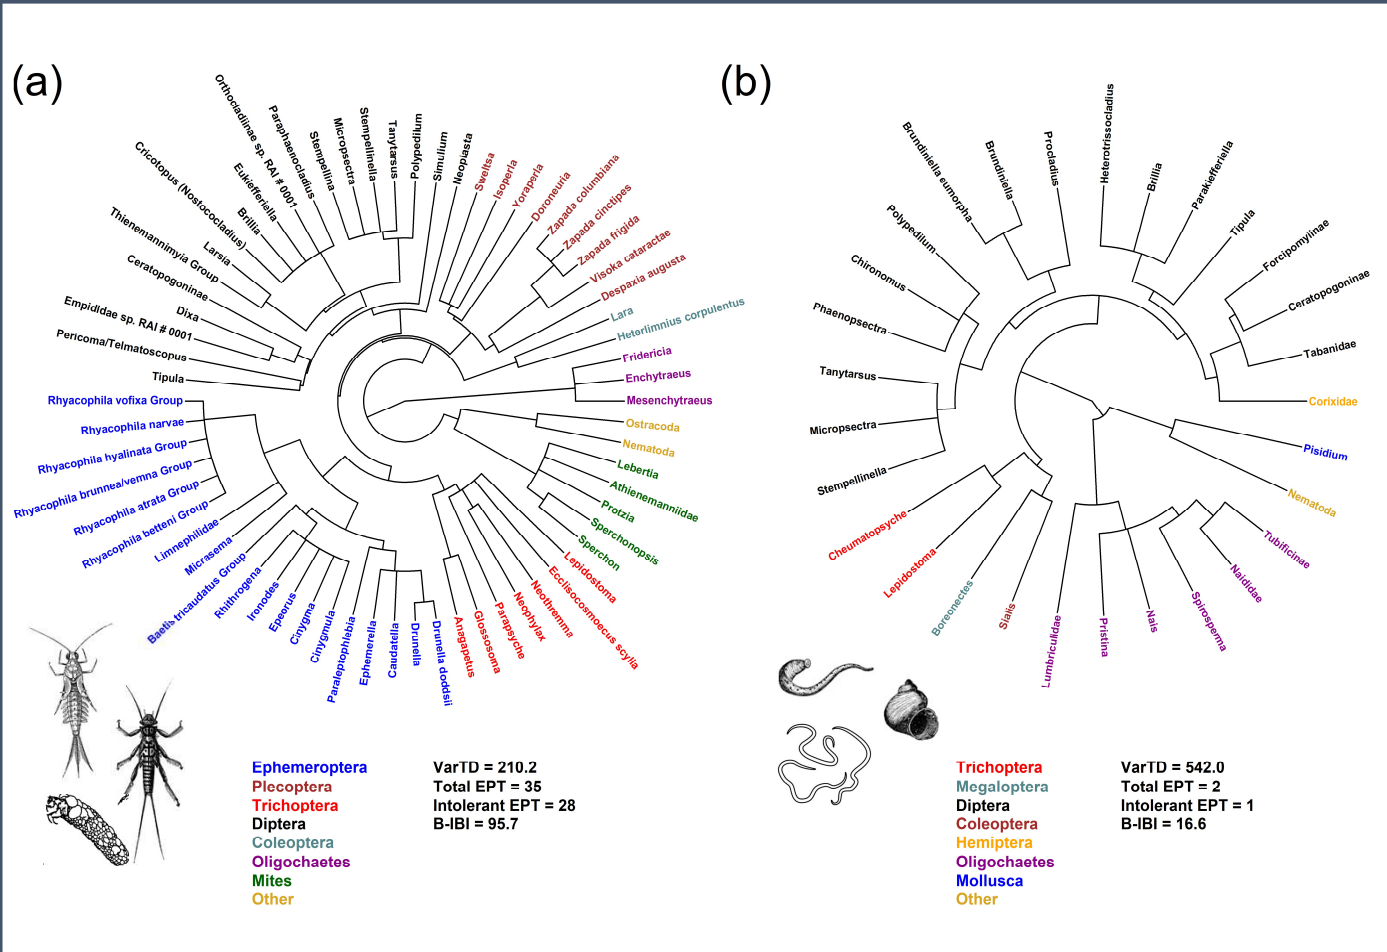 (a)
Orthocladiinae sp. RAI # 0001
Paraphaenocladius
Stempellina
Micropsectra
Stempellinella
Tanytarsus
Polypedilum
Simulium
Neoplasta
Sweltsa
Isoperla
Yoraperla
Doroneuria
Zapada columbiana
Zapada cinctipes
Zapada frigida
Visoka cataractae
Despaxia augusta
Lara
Heterlimnius corpulentus
Fridericia
Enchytraeus
Mesenchytraeus
Ostracoda
Nematoda
Lebertia
Athienemanniidae
Protzia
Sperchonopsis
Sperchon
Lepidostoma
Ecclisocosmoecus scylla
Neothremma
Neophylax
Parapsyche
Glossosoma
Anagapetus
Drunella doddsii
Drunella
Caudatella
Ephemerella
Paraleptophlebia
Cinygmula
Cinygma
Epeorus
Ironodes
Rhithrogena
Baetis tricaudatus Group
Micrasema
Limnephilidae
Rhyacophila betteni Group
Rhyacophila atrata Group
Rhyacophila brunnea/vemna Group
Rhyacophila hyalinata Group
Rhyacophila narvae
Rhyacophila vofixa Group
Tipula
Pericoma/Telmatoscopus
Empididae sp. RAI # 0001
Dixa
Ceratopogoninae
Thienemannimyia Group
Larsia
Cricotopus (Nostococladius)
Brillia
Eukiefferiella
Ephemeroptera
Plecoptera
Trichoptera
Diptera
Coleoptera
Oligochaetes
Mites
Other
VarTD = 210.2
Total EPT = 35
Intolerant EPT = 28
B-IBI = 95.7
(b)
Brundiniella eumorpha
Brundiniella
Procladius
Heterotrissocladius
Brillia
Parakiefferiella
Tipula
Forcipomyiinae
Ceratopogoninae
Tabanidae
Corixidae
Pisidium
Nematoda
Tubificinae
Naididae
Spirosperma
Nais
Pristina
Lumbriculidae
Sialis
Boreonectes
Lepidostoma
Cheumatopsyche
Stempellinella
Micropsectra
Tanytarsus
Phaenopsectra
Chironomus
Polypedilum
Trichoptera
Megaloptera
Diptera
Coleoptera
Hemiptera
Oligochaetes
Mollusca
Other
VarTD = 542.0
Total EPT = 2
Intolerant EPT = 1
B-IBI = 16.6